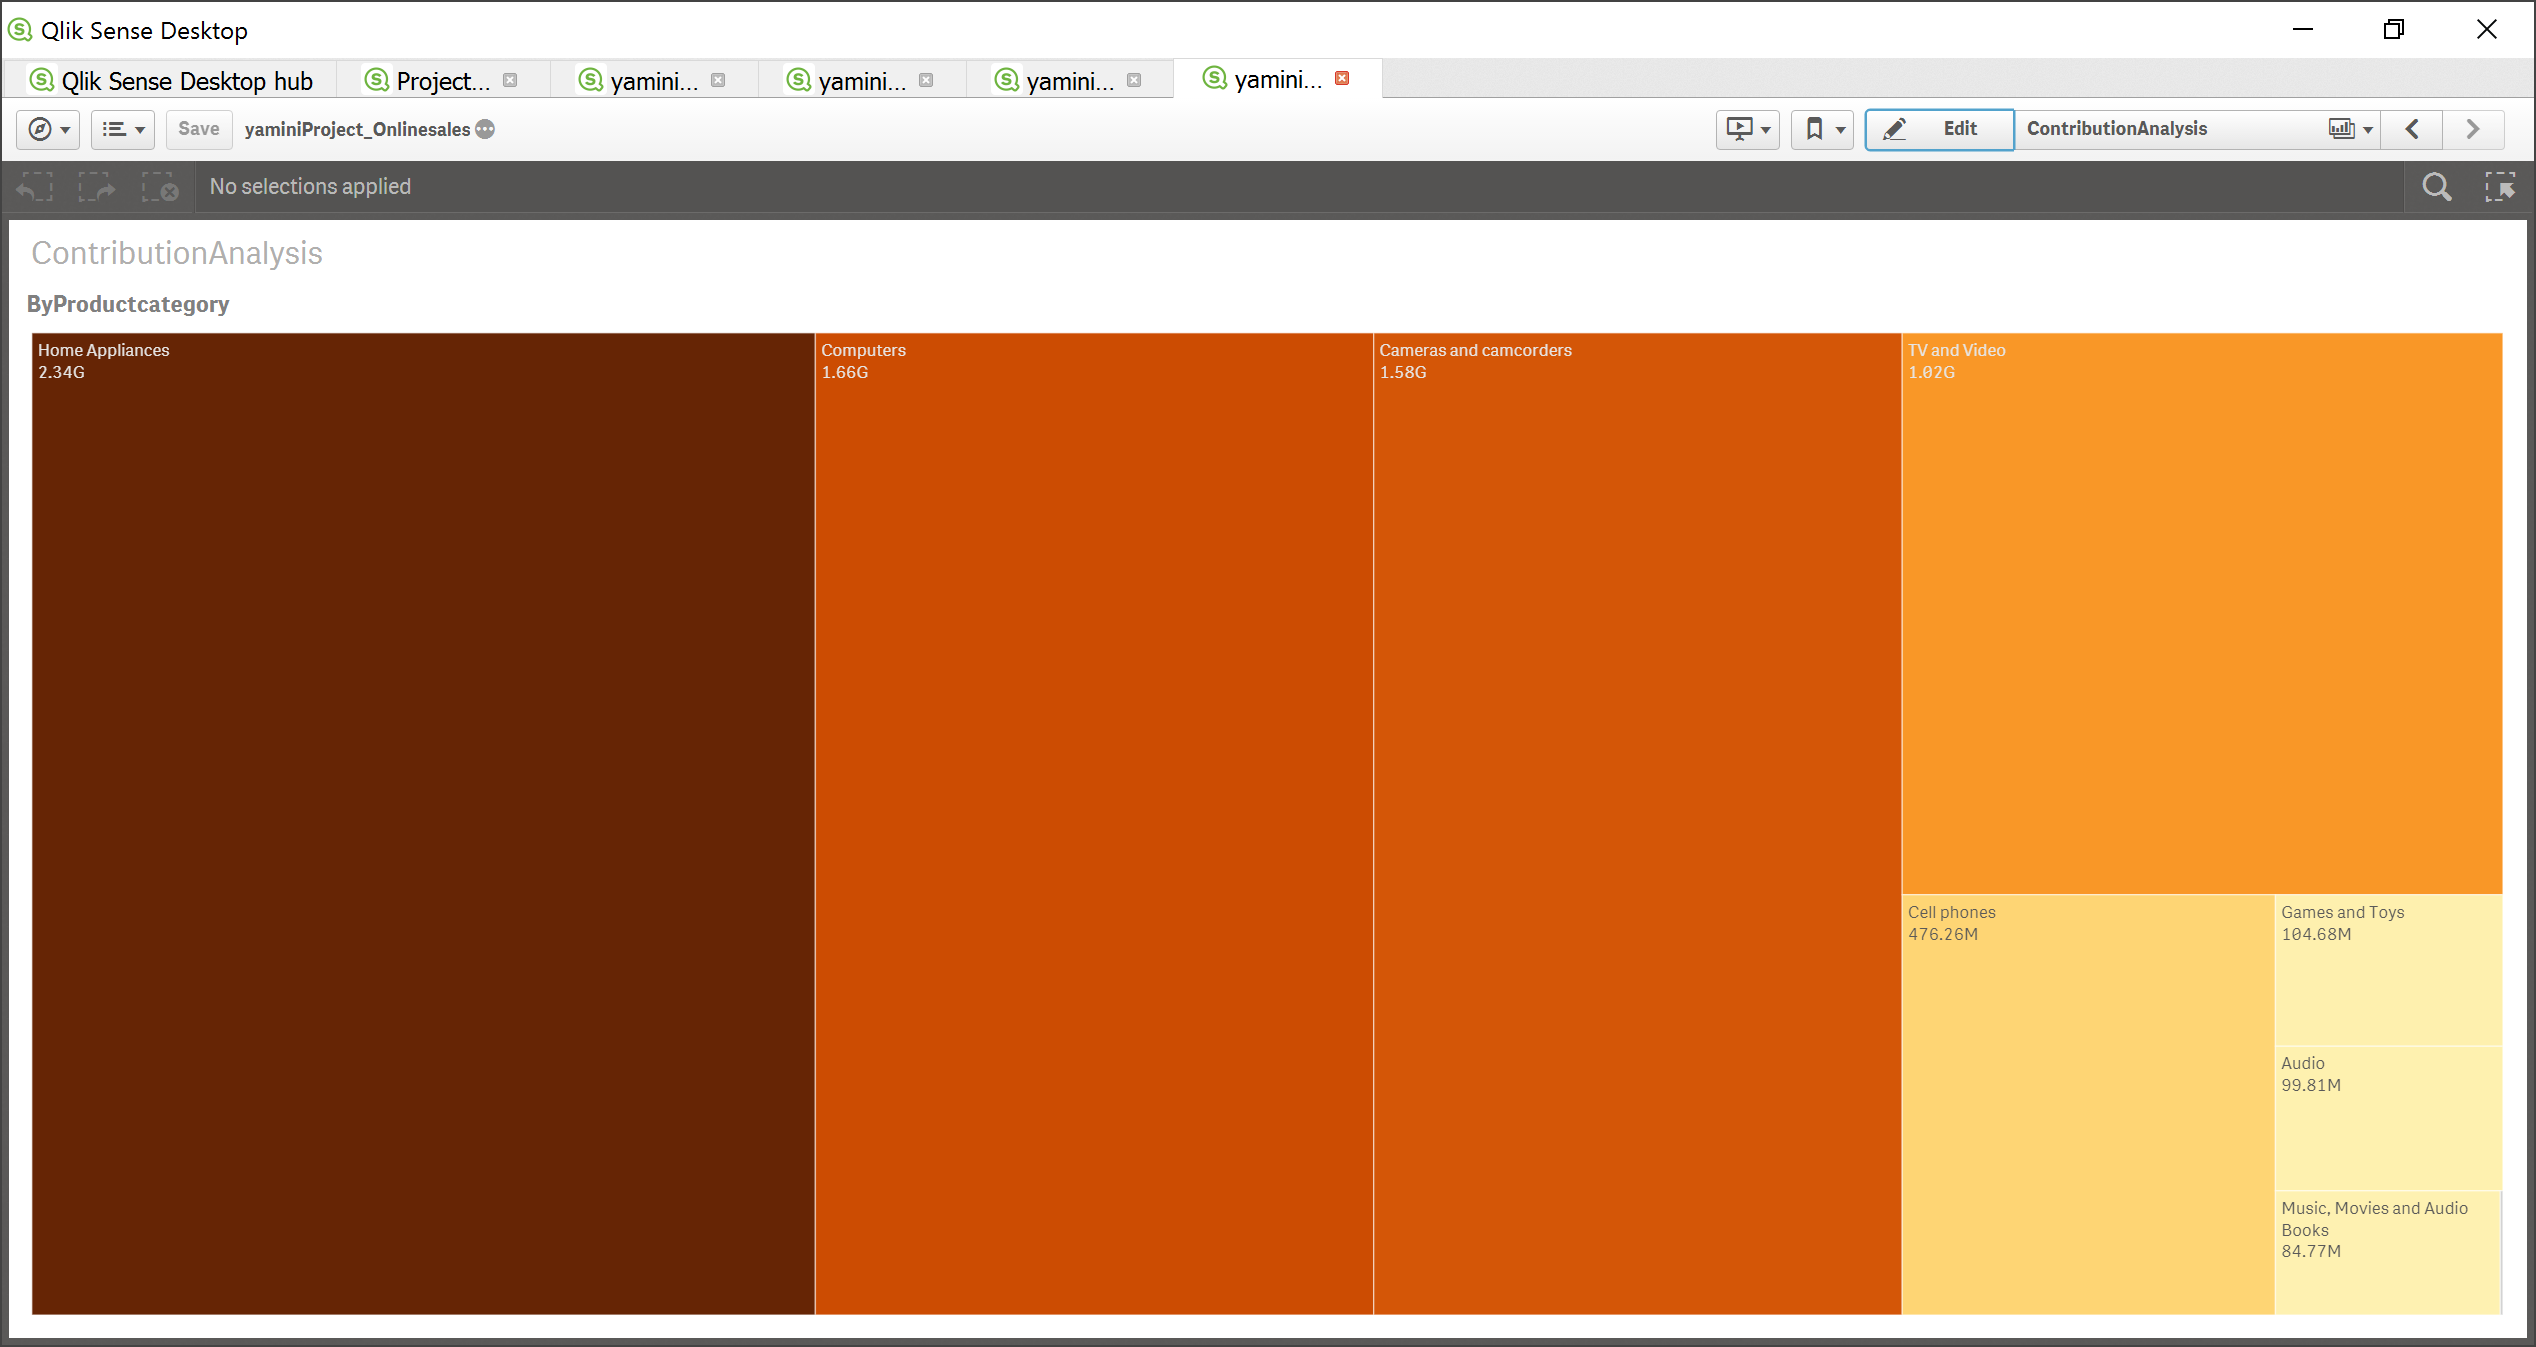 Qlik Sense Desktop
Qlik Sense Desktop hub
Project...
yamini...
yamini...
yamini...
yamini...
Save
yaminiProject_Onlinesales
Edit
ContributionAnalysis
No selections applied
ContributionAnalysis
ByProductcategory
Home Appliances
2.34G
Computers
1.66G
Cameras and camcorders
1.58G
TV and Video
1.02G
Cell phones
476.26M
Games and Toys
104.68M
Audio
99.81M
Music, Movies and Audio
Books
84.77M